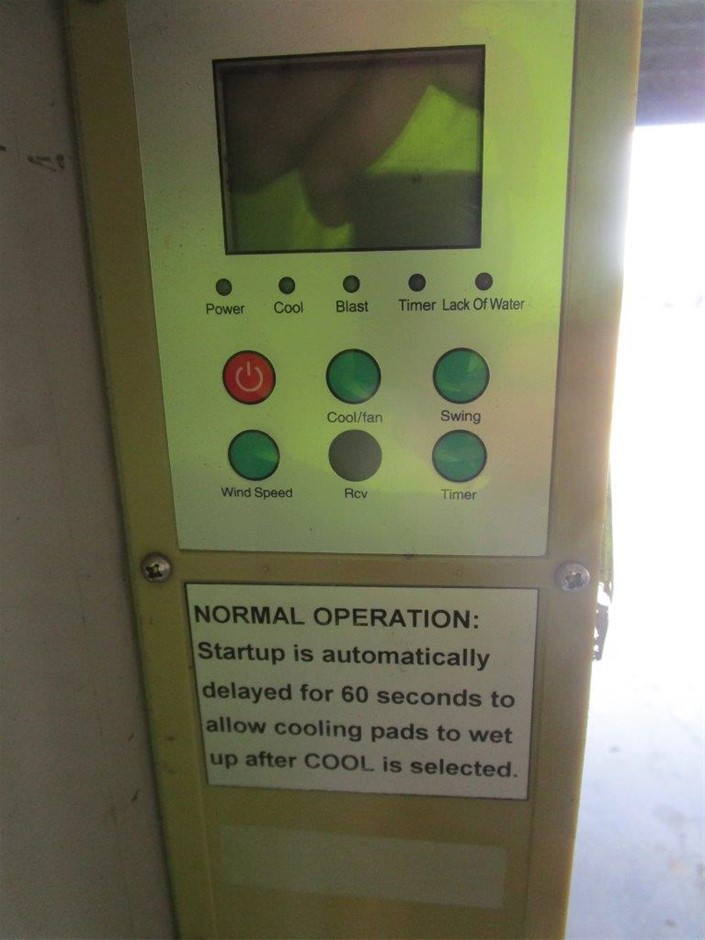 Power Cool Blast Timer Lack Of Water
Cool/fan Swing
Wind Speed Rcv Timer
NORMAL OPERATION:
Startup is automatically
delayed for 60 seconds to
allow cooling pads to wet
up after COOL is selected.